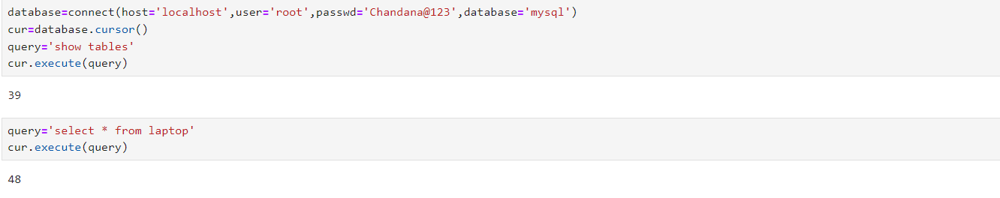 database=connect(host='localhost',user='root',passwd='Chandana@123',database='mysql')
cur=database.cursor()
query='show tables'
cur.execute(query)
39
query='select * from laptop'
cur.execute(query)
48